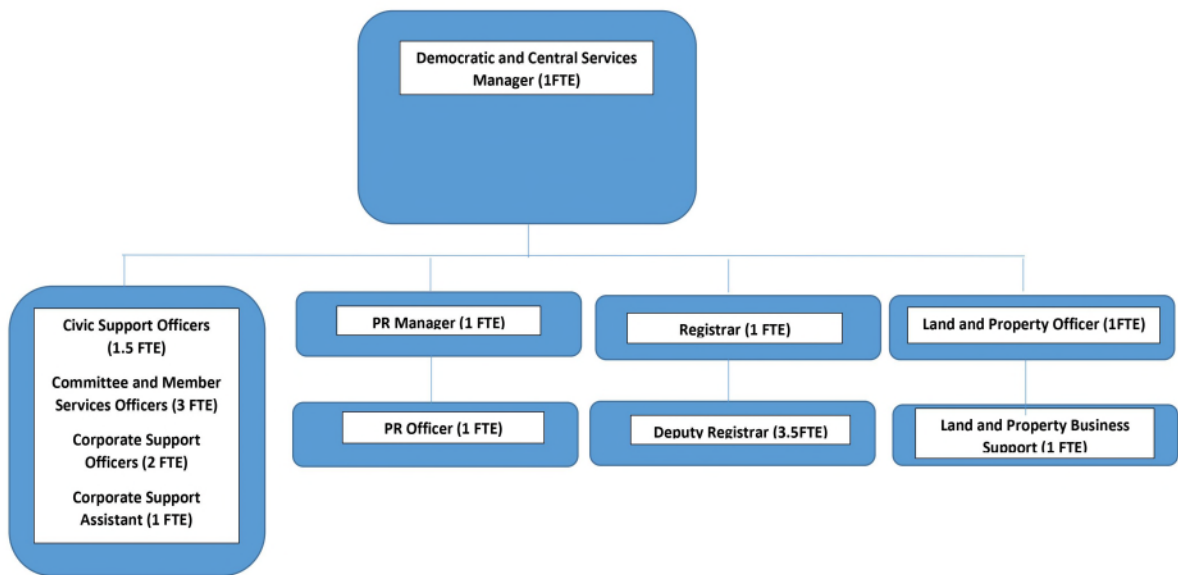 Democratic and Central Services
Manager (1FTE)
Civic Support Officers
(1.5 FTE)
Committee and Member
Services Officers (3 FTE)
Corporate Support
Officers (2 FTE)
Corporate Support
Assistant (1 FTE)
PR Manager (1 FTE)
Registrar (1 FTE)
Land and Property Officer (1FTE)
PR Officer (1 FTE)
Deputy Registrar (3.5FTE)
Land and Property Business
Support (1 FTE)